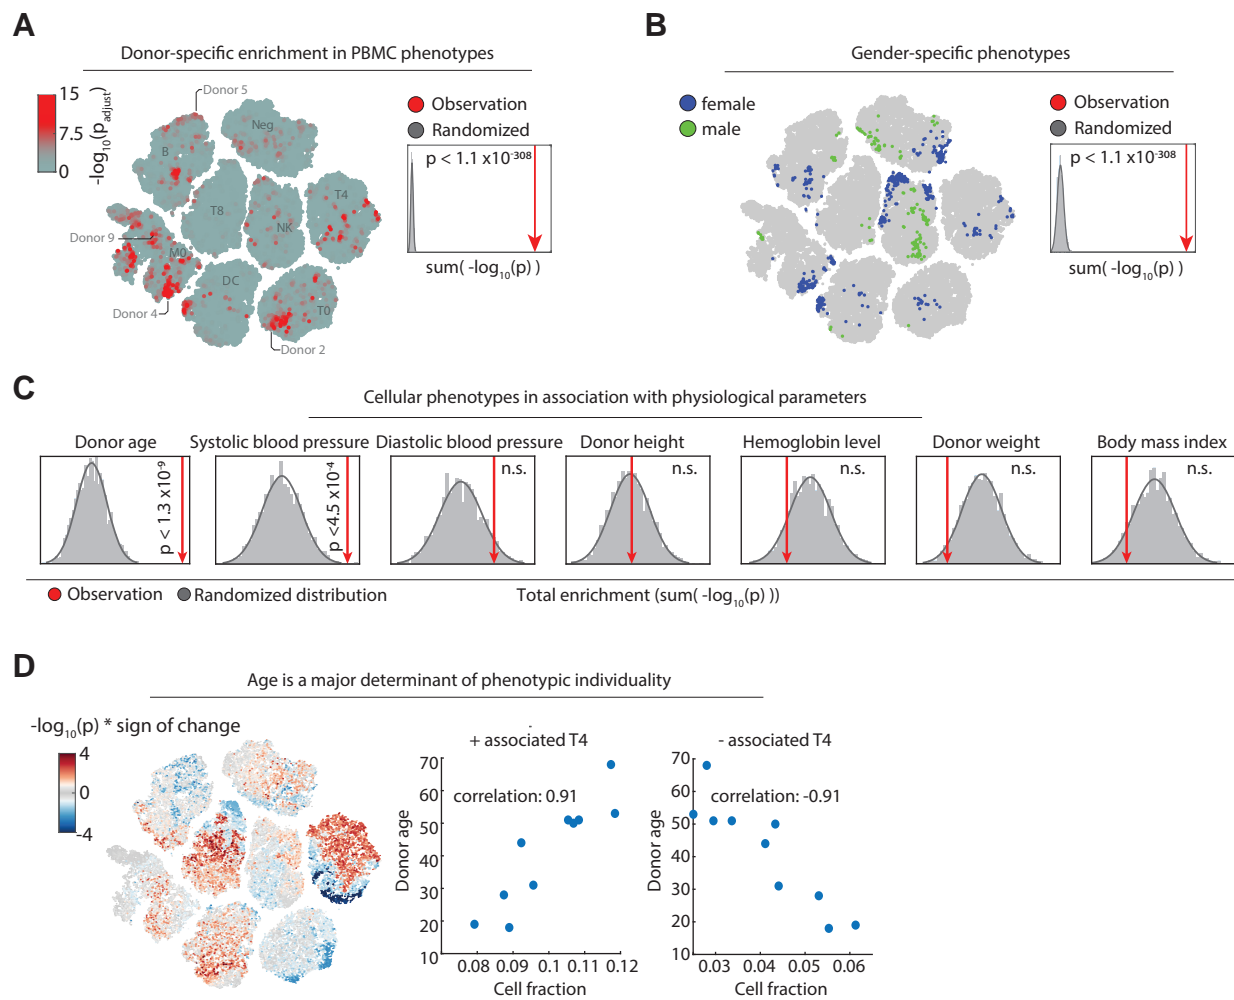 A
Donor-specific enrichment in PBMC phenotypes
15
7.5
0
-log10(padjust)
Donor 5
Neg
B
T8
T4
NK
Donor 9
M0
DC
T0
Donor 4
Donor 2
Observation
Randomized
p < 1.1 x10-308
sum( -log10(p) )
B
Gender-specific phenotypes
female
male
Observation
Randomized
p < 1.1 x10-308
sum( -log10(p) )
C
Cellular phenotypes in association with physiological parameters
Donor age
Systolic blood pressure
Diastolic blood pressure
Donor height
Hemoglobin level
Donor weight
Body mass index
p < 1.3 x10-9
p <4.5 x10-4
n.s.
n.s.
n.s.
n.s.
n.s.
Observation
Randomized distribution
Total enrichment (sum( -log10(p) ))
D
Age is a major determinant of phenotypic individuality
-log10(p) * sign of change
4
0
-4
+ associated T4
correlation: 0.91
Donor age
70
60
50
40
30
20
10
0.08
0.09
0.1
0.11
0.12
Cell fraction
- associated T4
correlation: -0.91
Donor age
70
60
50
40
30
20
10
0.03
0.04
0.05
0.06
Cell fraction